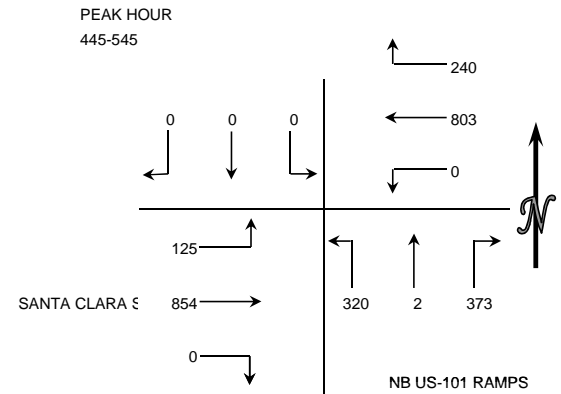 PEAK HOUR
445-545
240
0 0 0
803
0
125
SANTA CLARA S 854
320 2 373
0
N
NB US-101 RAMPS